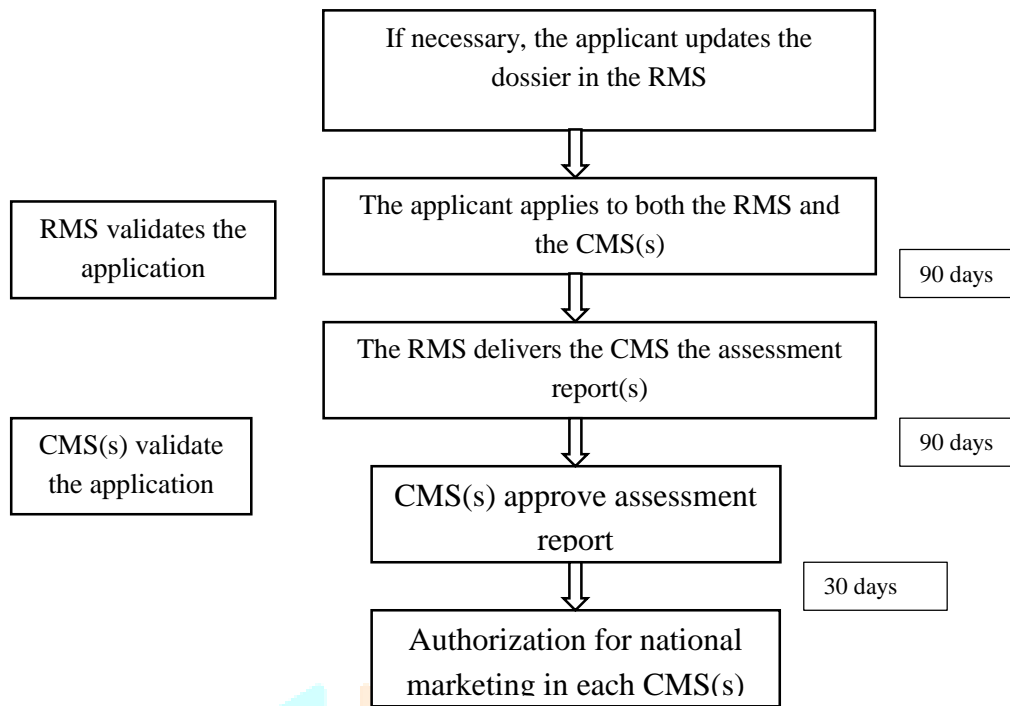 If necessary, the applicant updates the
dossier in the RMS
The applicant applies to both the RMS and
the CMS(s)
RMS validates the
application
90 days
The RMS delivers the CMS the assessment
report(s)
CMS(s) validate
the application
90 days
CMS(s) approve assessment
report
30 days
Authorization for national
marketing in each CMS(s)